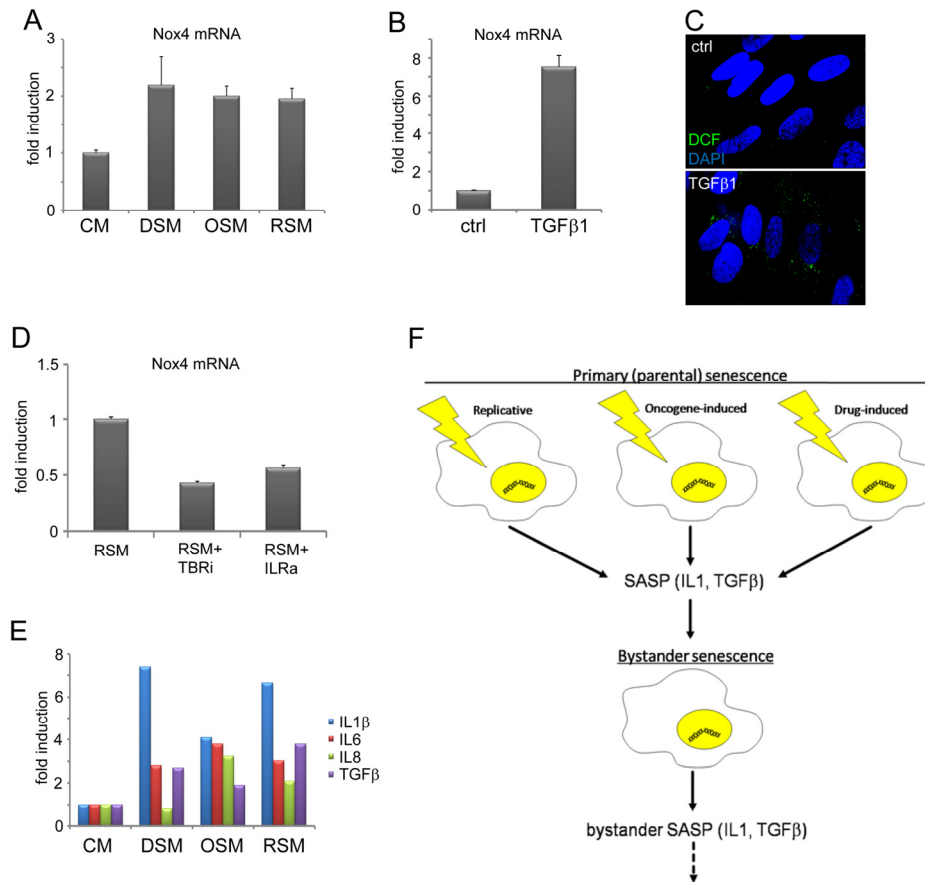 A
Nox4 mRNA
fold induction
3
2
1
0
CM DSM OSM RSM
B
Nox4 mRNA
fold induction
8
6
4
2
0
ctrl TGFβ1
C
ctrl
DCF
DAPI
TGFβ1
D
Nox4 mRNA
fold induction
1.5
1
0.5
0
RSM RSM+ RSM+
TBRi ILRa
E
fold induction
8
6
4
2
0
CM DSM OSM RSM
IL1β
IL6
IL8
TGFβ
F
Primary (parental) senescence
Replicative Oncogene-induced Drug-induced
SASP (IL1, TGFβ)
Bystander senescence
bystander SASP (IL1, TGFβ)